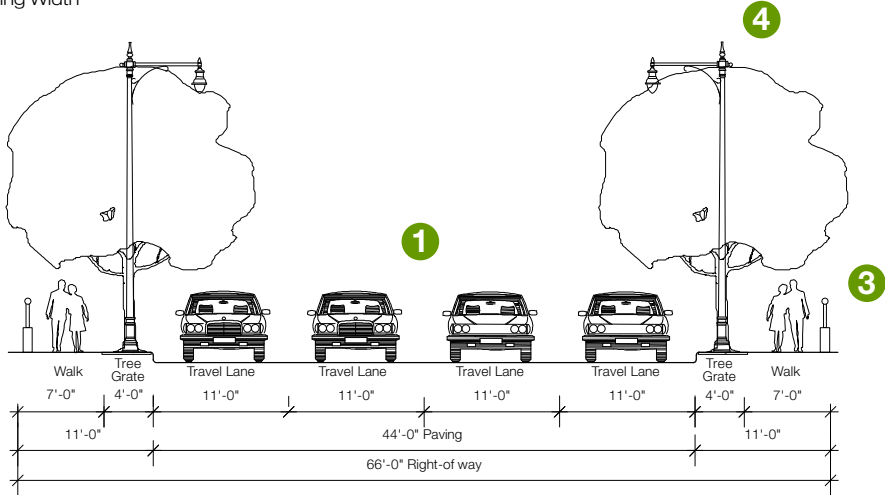 ing Width
4
1
3
Walk Tree Grate Travel Lane Travel Lane Travel Lane Travel Lane Tree Grate Walk
7'-0" 4'-0" 11'-0" 11'-0" 11'-0" 11'-0" 4'-0" 7'-0"
11'-0" 44'-0" Paving 11'-0"
66'-0" Right-of way